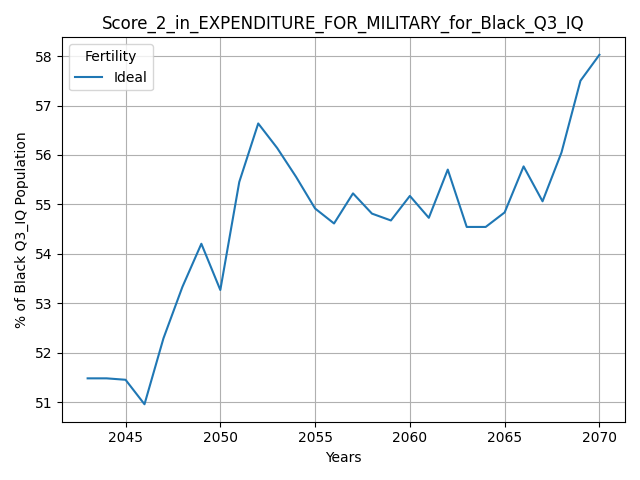 Score_2_in_EXPENDITURE_FOR_MILITARY_for_Black_Q3_IQ
Fertility
Ideal
% of Black Q3_IQ Population
58
57
56
55
54
53
52
51
2045 2050 2055 2060 2065 2070
Years